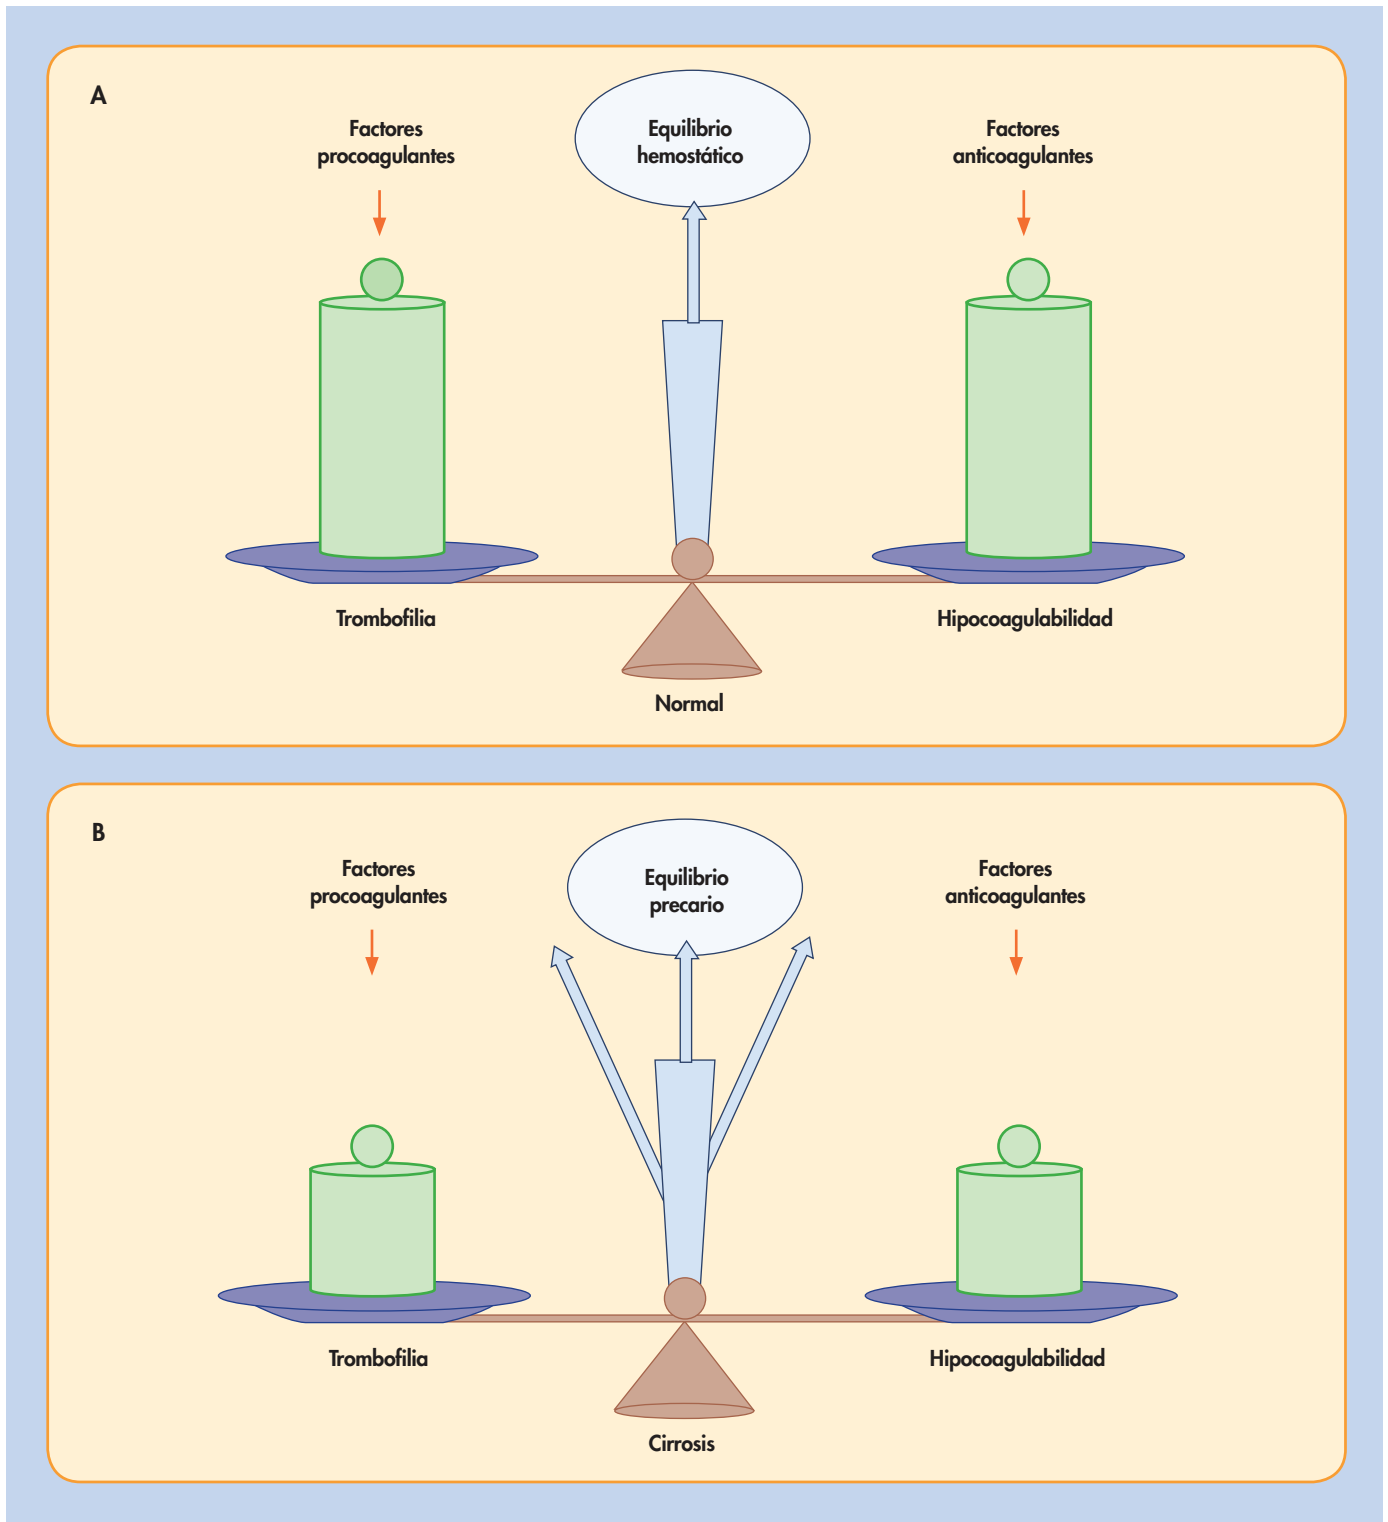 A
Factores
procoagulantes
Equilibrio
hemostático
Factores
anticoagulantes
Trombofilia
Hipocoagulabilidad
Normal
B
Factores
procoagulantes
Equilibrio
precario
Factores
anticoagulantes
Trombofilia
Hipocoagulabilidad
Cirrosis